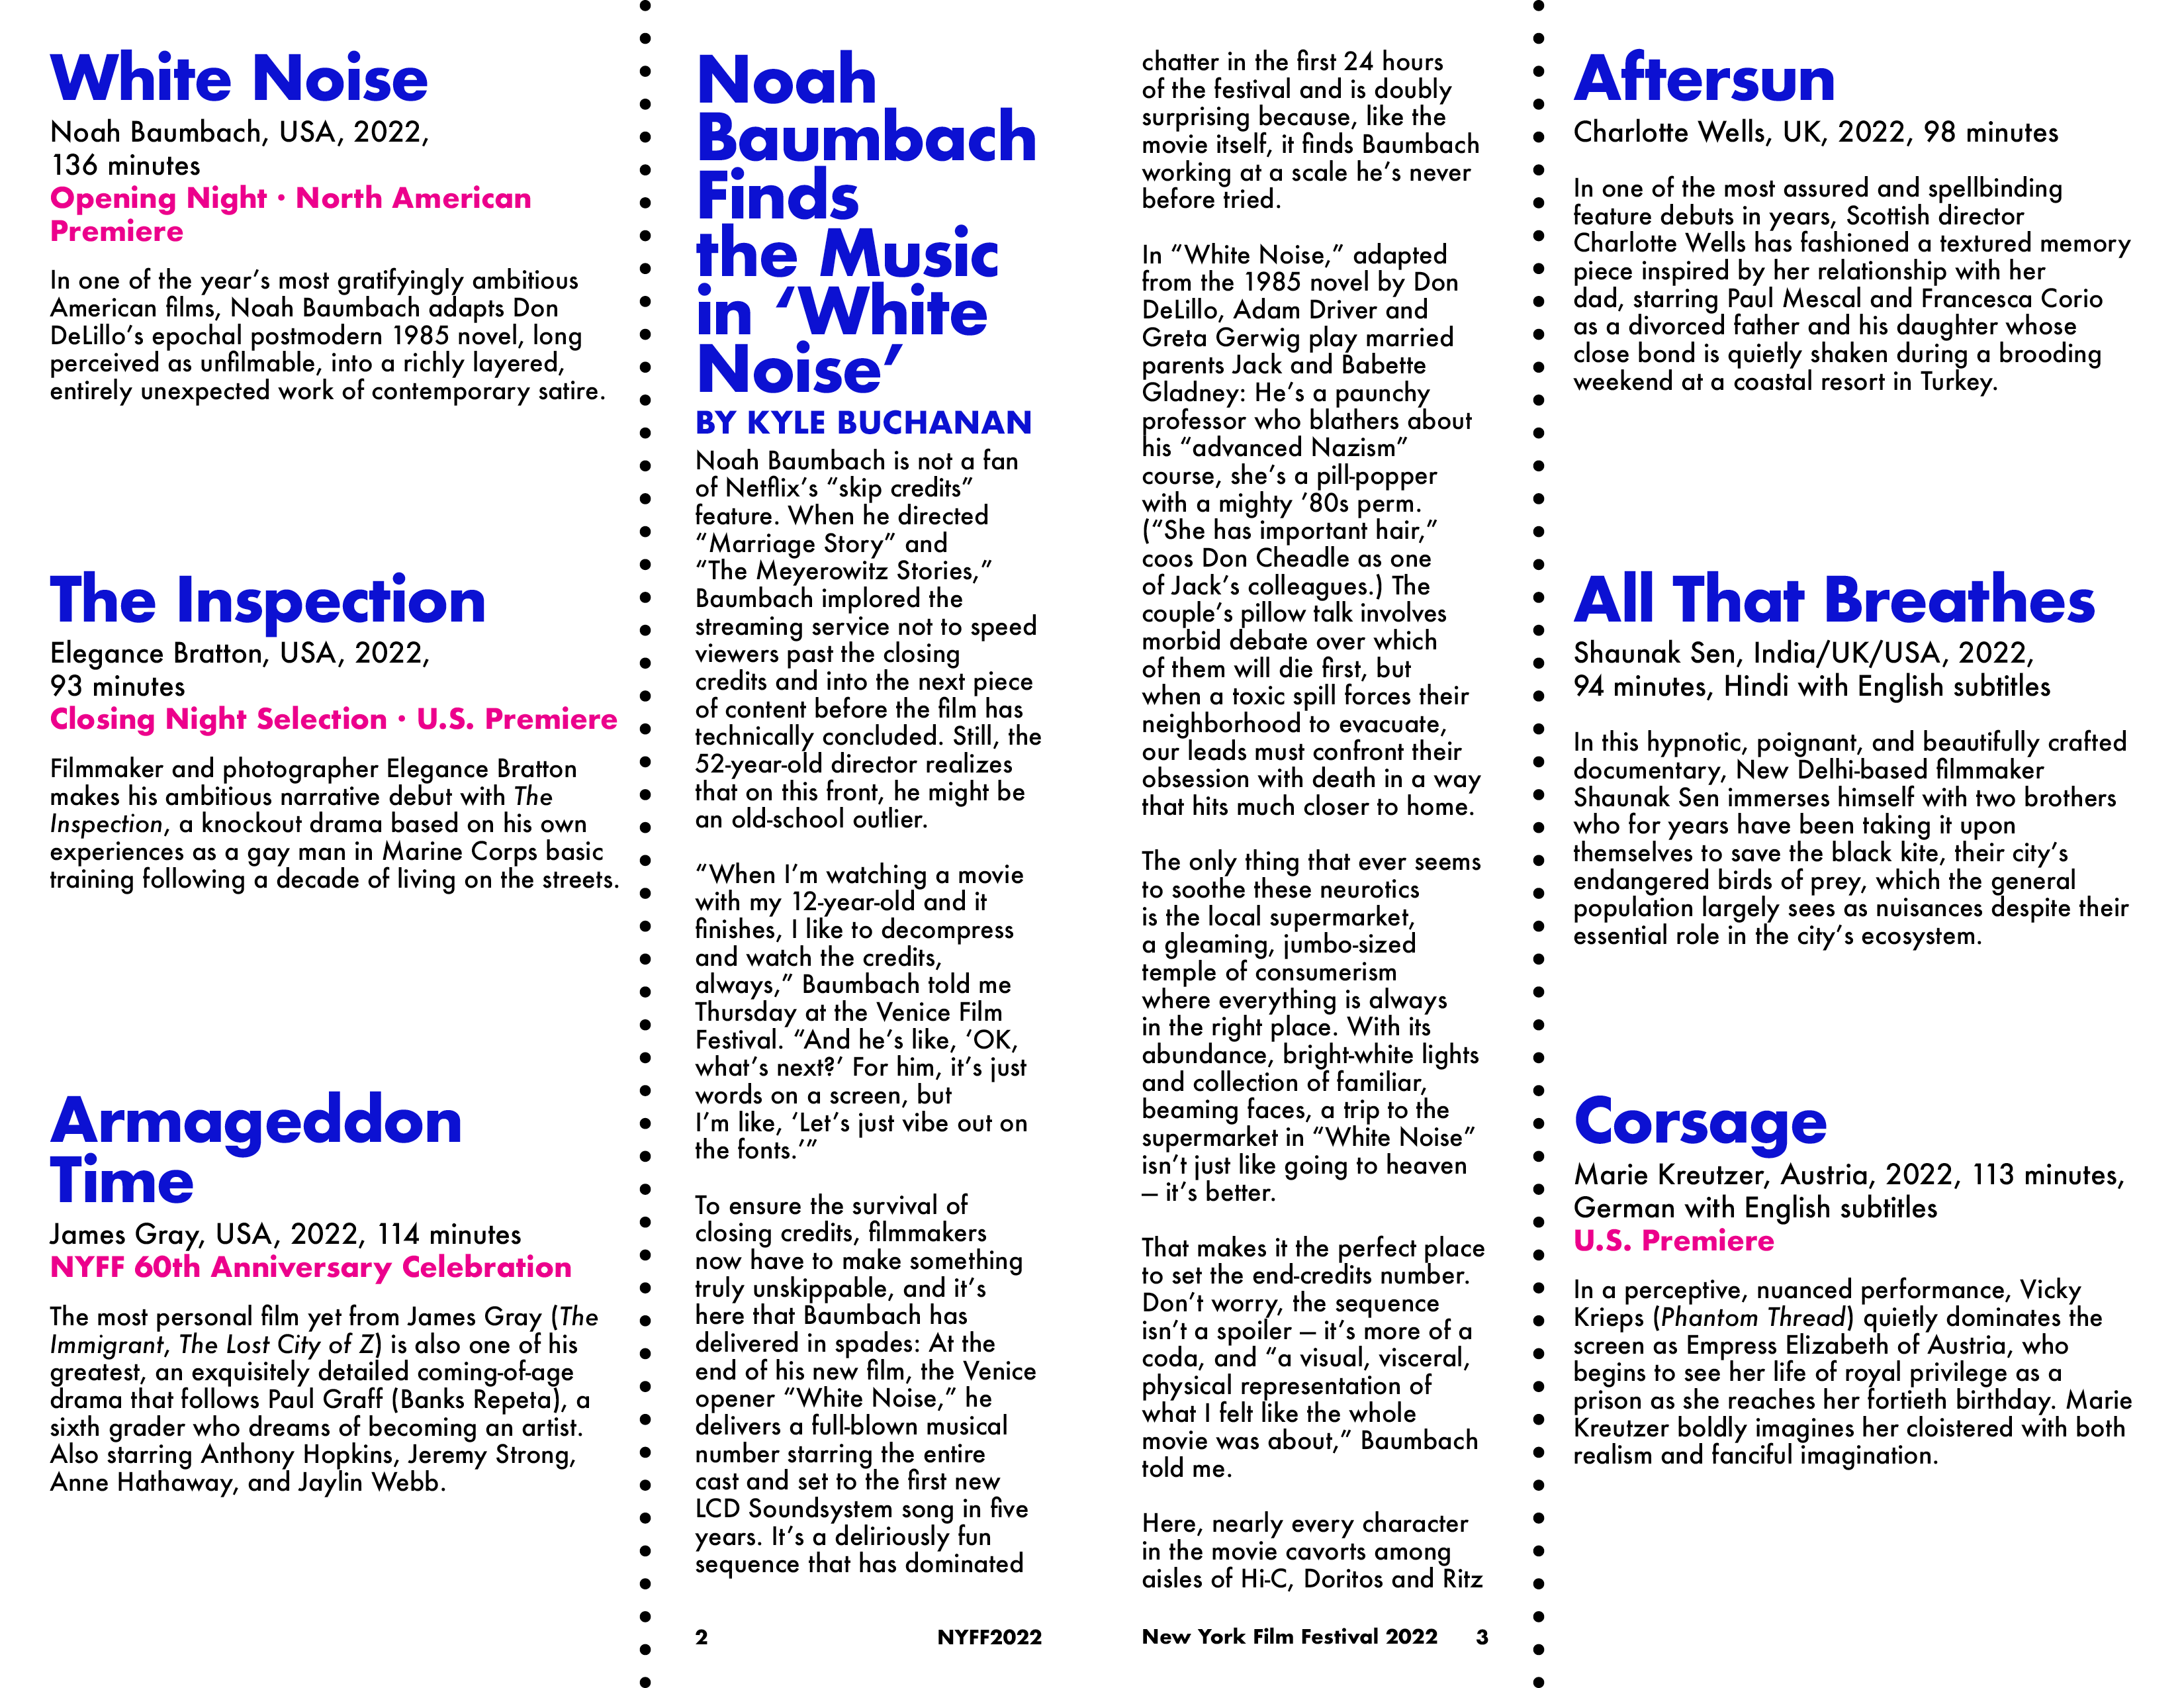 White Noise
Noah Baumbach, USA, 2022,
136 minutes
Opening Night • North American
Premiere
In one of the year’s most gratifyingly ambitious
American films, Noah Baumbach adapts Don
DeLillo’s epochal postmodern 1985 novel, long
perceived as unfilmable, into a richly layered,
entirely unexpected work of contemporary satire.
The Inspection
Elegance Bratton, USA, 2022,
93 minutes
Closing Night Selection • U.S. Premiere
Filmmaker and photographer Elegance Bratton
makes his ambitious narrative debut with The
Inspection, a knockout drama based on his own
experiences as a gay man in Marine Corps basic
training following a decade of living on the streets.
Armageddon
Time
James Gray, USA, 2022, 114 minutes
NYFF 60th Anniversary Celebration
The most personal film yet from James Gray (The
Immigrant, The Lost City of Z) is also one of his
greatest, an exquisitely detailed coming-of-age
drama that follows Paul Graff (Banks Repeta), a
sixth grader who dreams of becoming an artist.
Also starring Anthony Hopkins, Jeremy Strong,
Anne Hathaway, and Jaylin Webb.
Noah
Baumbach
Finds
the Music
in ‘White
Noise’
BY KYLE BUCHANAN
Noah Baumbach is not a fan
of Netflix’s “skip credits”
feature. When he directed
“Marriage Story” and
“The Meyerowitz Stories,”
Baumbach implored the
streaming service not to speed
viewers past the closing
credits and into the next piece
of content before the film has
technically concluded. Still, the
52-year-old director realizes
that on this front, he might be
an old-school outlier.
“When I’m watching a movie
with my 12-year-old and it
finishes, I like to decompress
and watch the credits,
always,” Baumbach told me
Thursday at the Venice Film
Festival. “And he’s like, ‘OK,
what’s next?’ For him, it’s just
words on a screen, but
I’m like, ‘Let’s just vibe out on
the fonts.’”
To ensure the survival of
closing credits, filmmakers
now have to make something
truly unskippable, and it’s
here that Baumbach has
delivered in spades: At the
end of his new film, the Venice
opener “White Noise,” he
delivers a full-blown musical
number starring the entire
cast and set to the first new
LCD Soundsystem song in five
years. It’s a deliriously fun
sequence that has dominated
2 NYFF2022
chatter in the first 24 hours
of the festival and is doubly
surprising because, like the
movie itself, it finds Baumbach
working at a scale he’s never
before tried.
In “White Noise,” adapted
from the 1985 novel by Don
DeLillo, Adam Driver and
Greta Gerwig play married
parents Jack and Babette
Gladney: He’s a paunchy
professor who blathers about
his “advanced Nazism”
course, she’s a pill-popper
with a mighty ’80s perm.
(“She has important hair,”
coos Don Cheadle as one
of Jack’s colleagues.) The
couple’s pillow talk involves
morbid debate over which
of them will die first, but
when a toxic spill forces their
neighborhood to evacuate,
our leads must confront their
obsession with death in a way
that hits much closer to home.
The only thing that ever seems
to soothe these neurotics
is the local supermarket,
a gleaming, jumbo-sized
temple of consumerism
where everything is always
in the right place. With its
abundance, bright-white lights
and collection of familiar,
beaming faces, a trip to the
supermarket in “White Noise”
isn’t just like going to heaven
— it’s better.
That makes it the perfect place
to set the end-credits number.
Don’t worry, the sequence
isn’t a spoiler — it’s more of a
coda, and “a visual, visceral,
physical representation of
what I felt like the whole
movie was about,” Baumbach
told me.
Here, nearly every character
in the movie cavorts among
aisles of Hi-C, Doritos and Ritz
New York Film Festival 2022 3
Aftersun
Charlotte Wells, UK, 2022, 98 minutes
In one of the most assured and spellbinding
feature debuts in years, Scottish director
Charlotte Wells has fashioned a textured memory
piece inspired by her relationship with her
dad, starring Paul Mescal and Francesca Corio
as a divorced father and his daughter whose
close bond is quietly shaken during a brooding
weekend at a coastal resort in Turkey.
All That Breathes
Shaunak Sen, India/UK/USA, 2022,
94 minutes, Hindi with English subtitles
In this hypnotic, poignant, and beautifully crafted
documentary, New Delhi-based filmmaker
Shaunak Sen immerses himself with two brothers
who for years have been taking it upon
themselves to save the black kite, their city’s
endangered birds of prey, which the general
population largely sees as nuisances despite their
essential role in the city’s ecosystem.
Corsage
Marie Kreutzer, Austria, 2022, 113 minutes,
German with English subtitles
U.S. Premiere
In a perceptive, nuanced performance, Vicky
Krieps (Phantom Thread) quietly dominates the
screen as Empress Elizabeth of Austria, who
begins to see her life of royal privilege as a
prison as she reaches her fortieth birthday. Marie
Kreutzer boldly imagines her cloistered with both
realism and fanciful imagination.